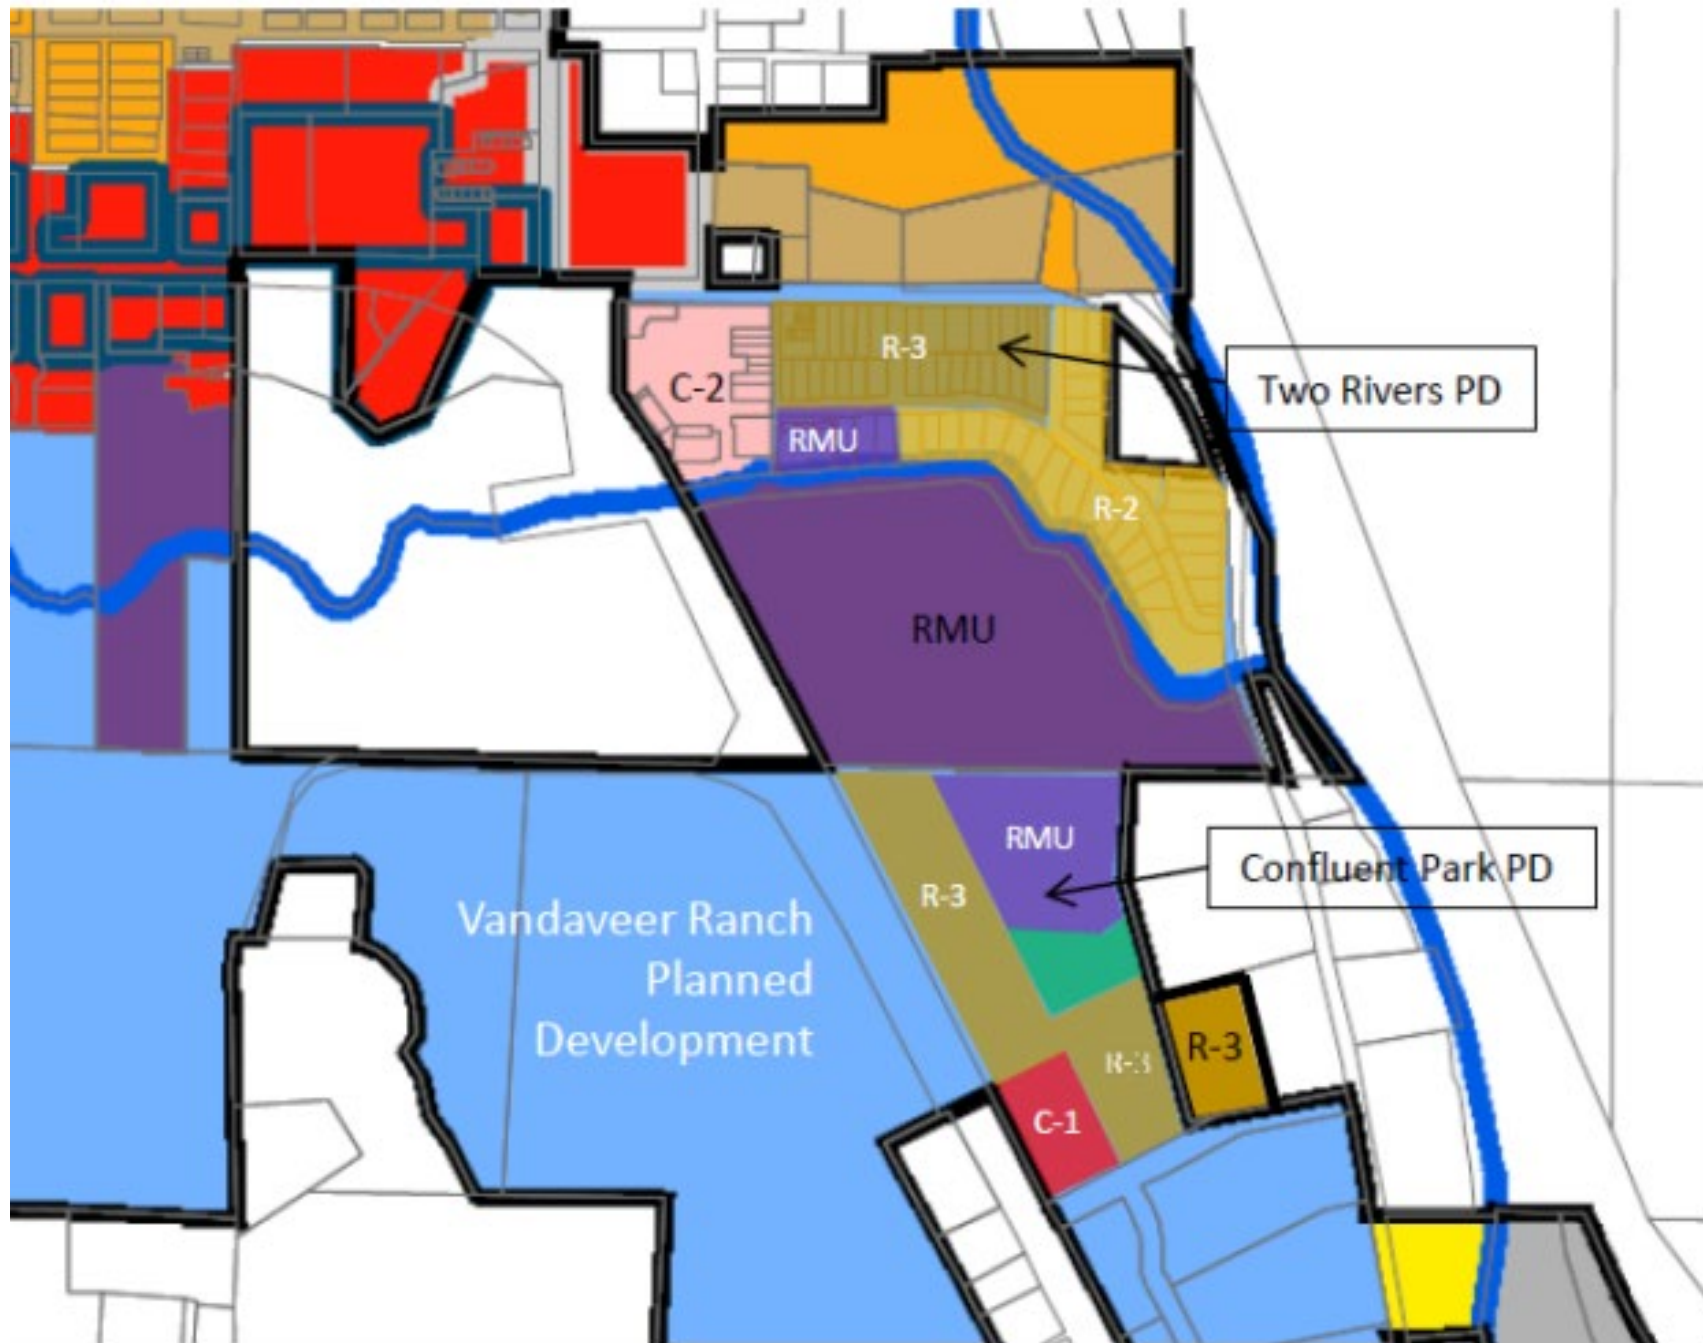 R-3
Two Rivers PD
C-2
RMU
R-2
RMU
RMU
Confluent Park PD
R-3
Vandaveer Ranch
Planned
Development
R-3
R-3
C-1